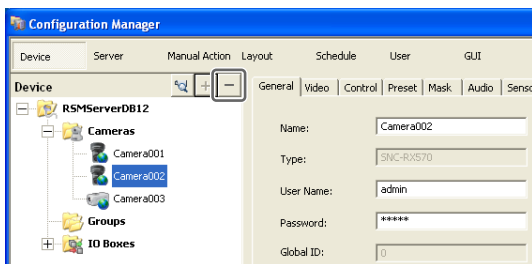 Configuration Manager
Device Server Manual Action Layout Schedule User GUI
Device + − General Video Control Preset Mask Audio
RSMServerDB12
Cameras
Name: Camera002
Camera001
Type: SNC-RX570
Camera002
User Name: admin
Camera003
Groups
Password: *****
IO Boxes
Global ID: 0